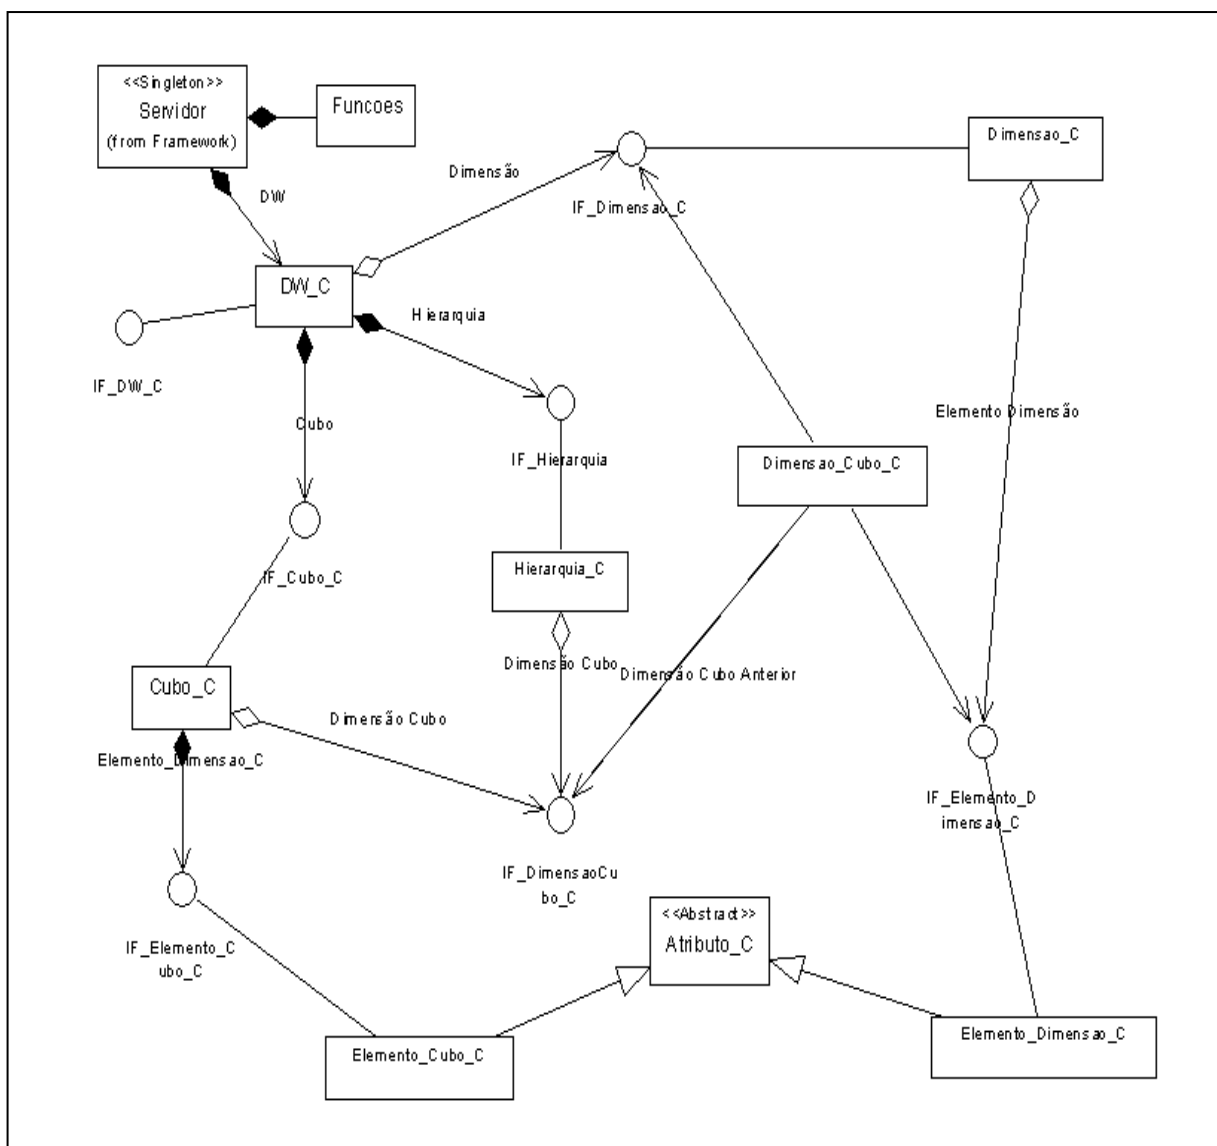 <<Singleton>>
Servidor
(from Framework)
Funcoes
Dimensao_C
Dimensão
DW
IF_Dimensao_C
DW_C
Hierarquia
IF_DW_C
Cubo
Elemento Dimensão
IF_Hierarquia
Dimensao_Cubo_C
IF_Cubo_C
Hierarquia_C
Dimensão Cubo
Dimensão Cubo Anterior
Cubo_C
Dimensão Cubo
Elemento_Dimensao_C
IF_Elemento_D
imensao_C
IF_DimensaoCu
bo_C
<<Abstract>>
Atributo_C
IF_Elemento_C
ubo_C
Elemento_Cubo_C
Elemento_Dimensao_C